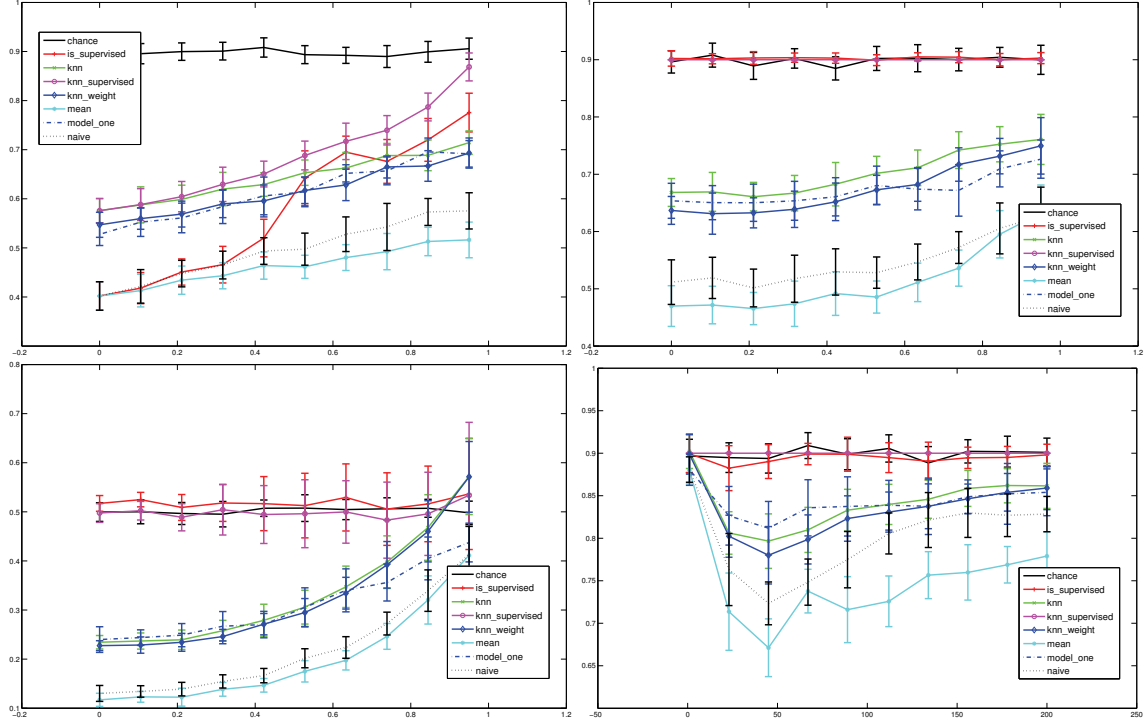 1
0.9
0.8
0.7
0.6
0.5
0.4
chance
is_supervised
knn
knn_supervised
knn_weight
mean
model_one
naive
−0.2 0 0.2 0.4 0.6 0.8 1 1.2
1
0.9
0.8
0.7
0.6
0.5
0.4
chance
is_supervised
knn
knn_supervised
knn_weight
mean
model_one
naive
−0.2 0 0.2 0.4 0.6 0.8 1 1.2
0.8
0.7
0.6
0.5
0.4
0.3
0.2
0.1
chance
is_supervised
knn
knn_supervised
knn_weight
mean
model_one
naive
−0.2 0 0.2 0.4 0.6 0.8 1 1.2
1
0.95
0.9
0.85
0.8
0.75
0.7
0.65
chance
is_supervised
knn
knn_supervised
knn_weight
mean
model_one
naive
−50 0 50 100 150 200 250